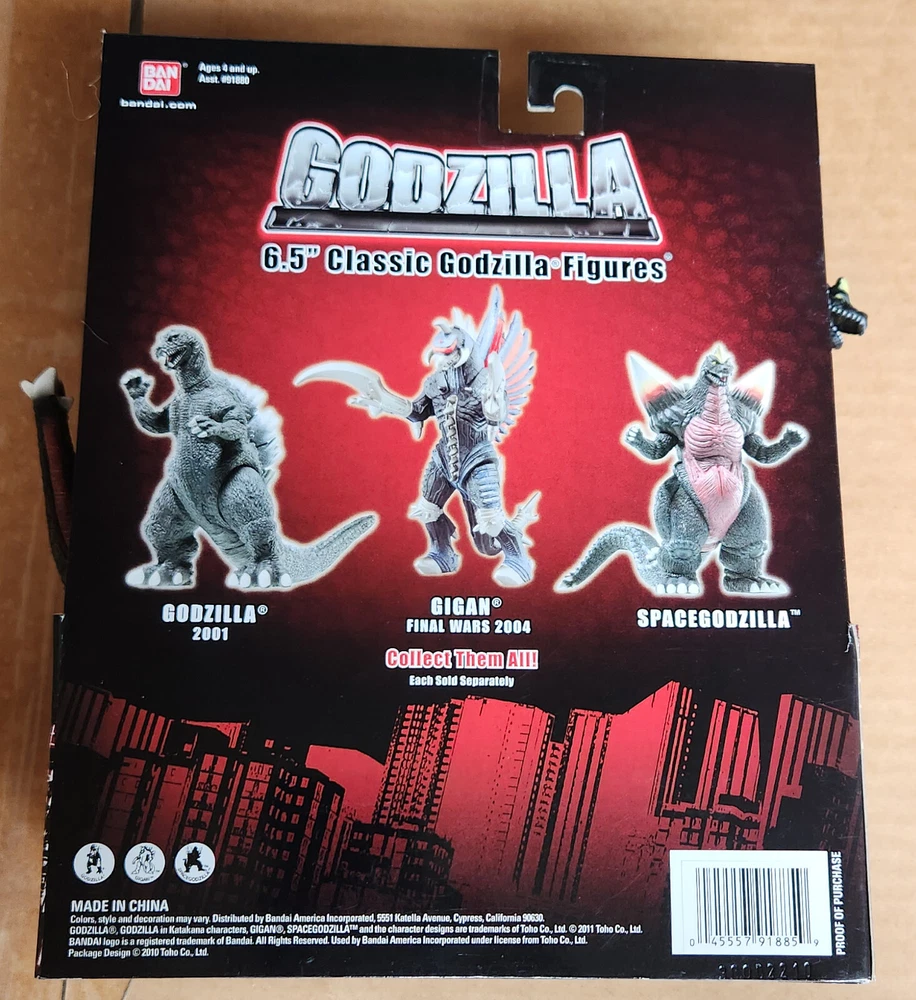 BAN
DAI®
bandai.com
Ages 4 and up.
Asst. #91880
GODZILLA
6.5" Classic Godzilla® Figures®
GODZILLA®
2001
GIGAN®
FINAL WARS 2004
SPACEGODZILLA™
Collect Them All!
Each Sold Separately
GODZILLA
GIGAN
SPACEGODZILLA
MADE IN CHINA
Colors, style and decoration may vary. Distributed by Bandai America Incorporated, 5551 Katella Avenue, Cypress, California 90630.
GODZILLA®, GODZILLA in Katakana characters, GIGAN®, SPACEGODZILLA™ and the character designs are trademarks of Toho Co., Ltd. © 2011 Toho Co., Ltd.
BANDAI logo is a registered trademark of Bandai. All Rights Reserved. Used by Bandai America Incorporated under license from Toho Co., Ltd.
Package Design © 2010 Toho Co., Ltd.
0 45557 91885 9
PROOF OF PURCHASE